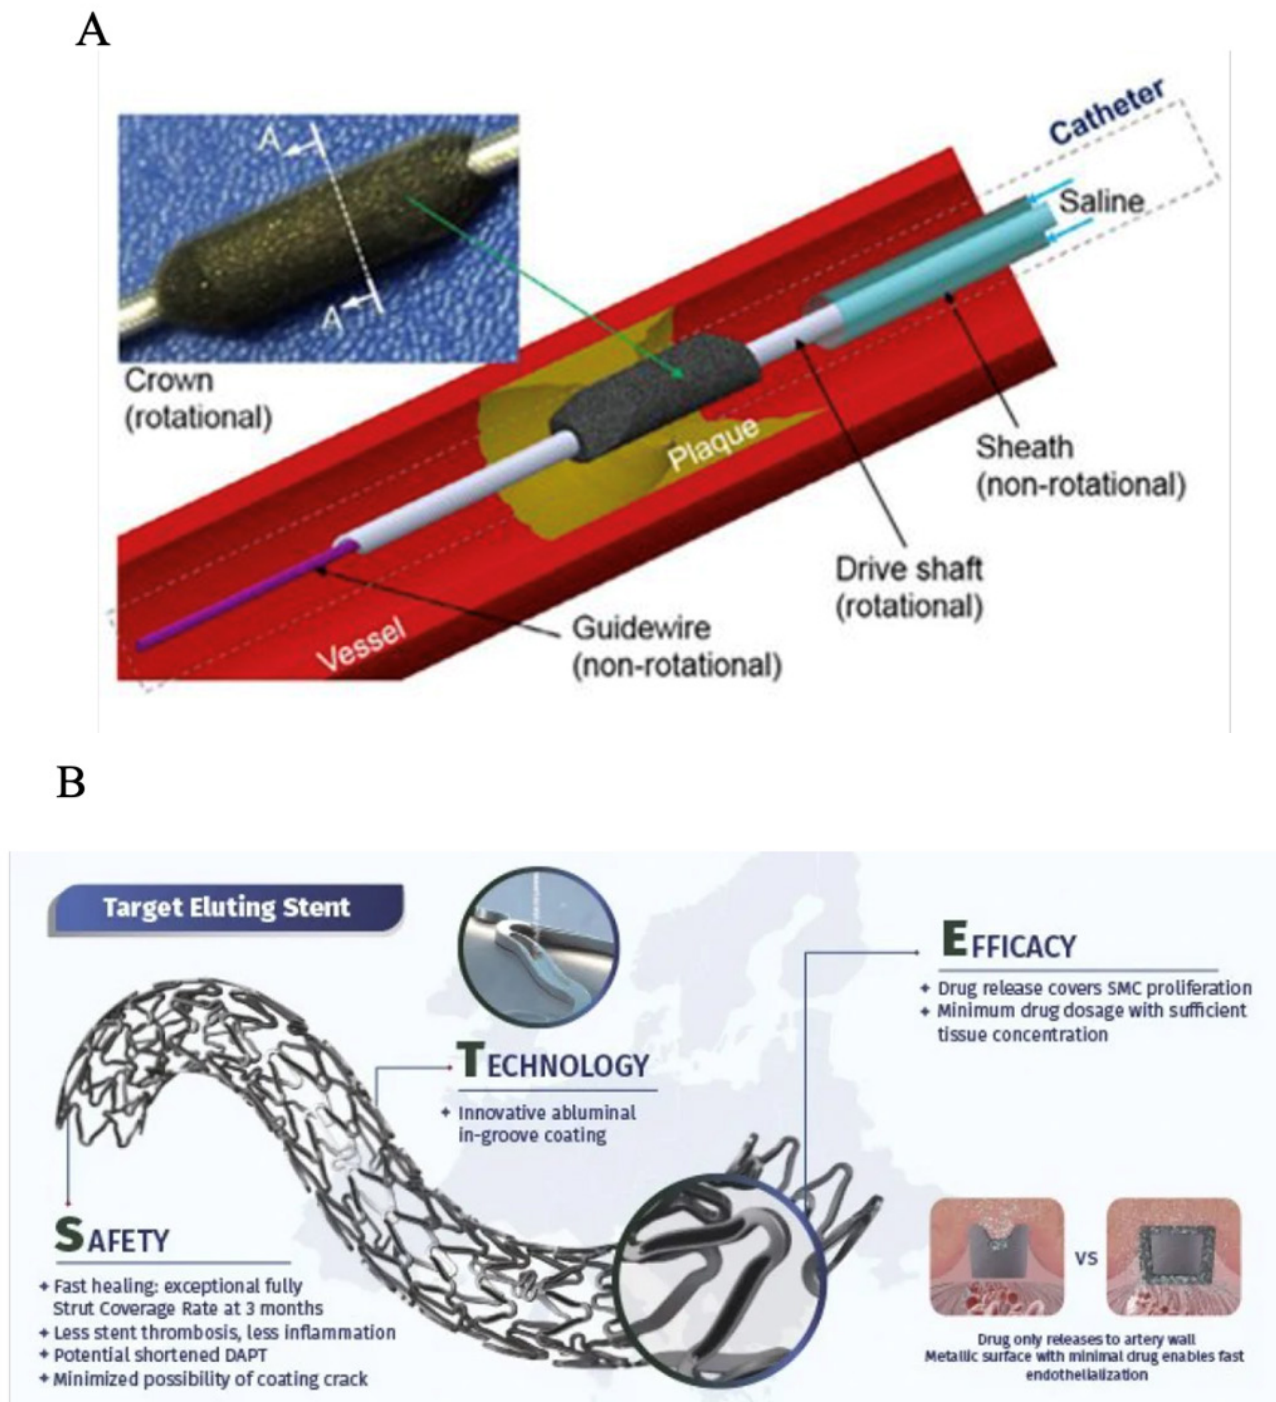 A
Catheter
Saline
A
A
Crown
(rotational)
Plaque
Sheath
(non-rotational)
Drive shaft
(rotational)
Guidewire
(non-rotational)
Vessel
B
Target Eluting Stent
EFFICACY
+ Drug release covers SMC proliferation
+ Minimum drug dosage with sufficient
tissue concentration
TECHNOLOGY
+ Innovative abluminal
in-groove coating
SAFETY
+ Fast healing: exceptional fully
Strut Coverage Rate at 3 months
+ Less stent thrombosis, less inflammation
+ Potential shortened DAPT
+ Minimized possibility of coating crack
VS
Drug only releases to artery wall
Metallic surface with minimal drug enables fast
endothelialization